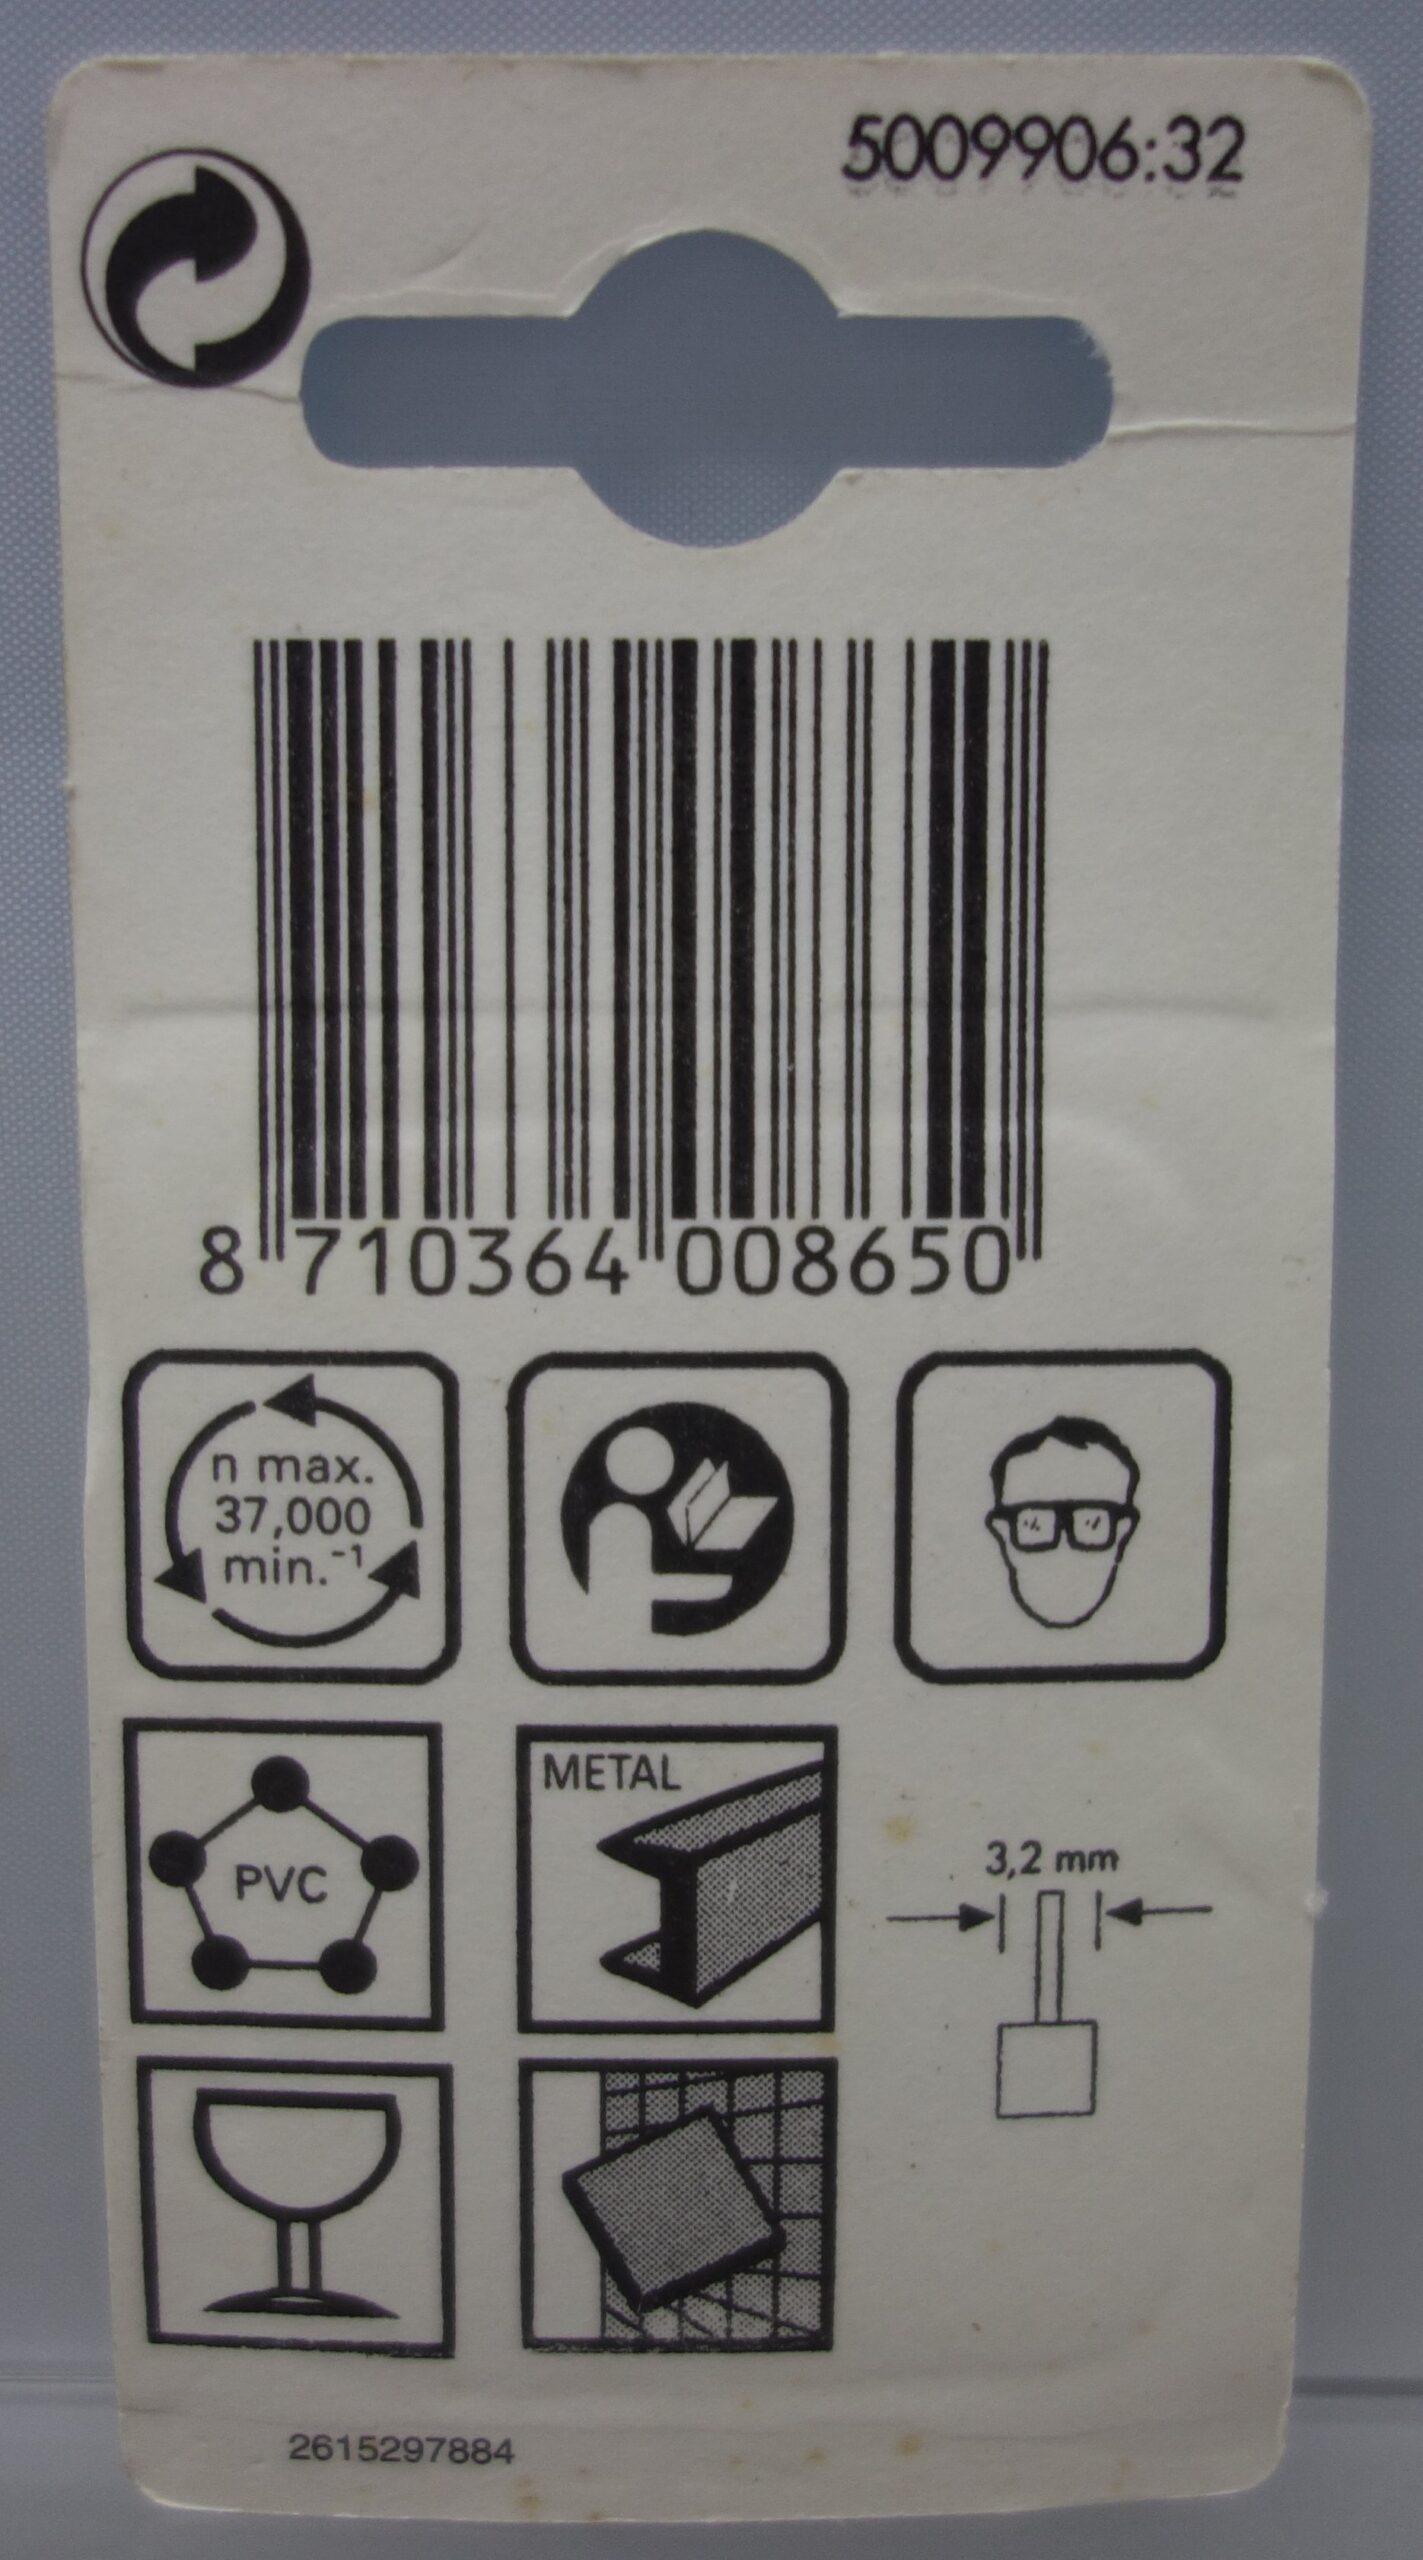 5009906:32
8 710364 008650
n max.
37,000
min.⁻¹
PVC
METAL
3,2 mm
2615297884